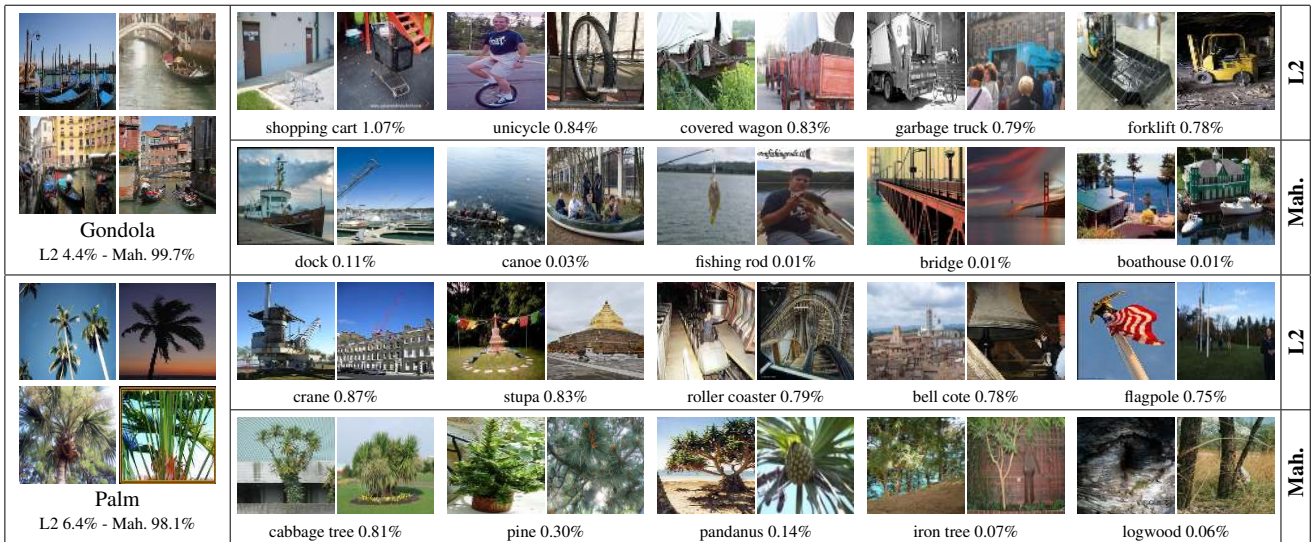 Gondola
L2 4.4% - Mah. 99.7%
shopping cart 1.07%
unicycle 0.84%
covered wagon 0.83%
garbage truck 0.79%
forklift 0.78%
L2
dock 0.11%
canoe 0.03%
fishing rod 0.01%
bridge 0.01%
boathouse 0.01%
Mah.
Palm
L2 6.4% - Mah. 98.1%
crane 0.87%
stupa 0.83%
roller coaster 0.79%
bell cote 0.78%
flagpole 0.75%
L2
cabbage tree 0.81%
pine 0.30%
pandanus 0.14%
iron tree 0.07%
logwood 0.06%
Mah.